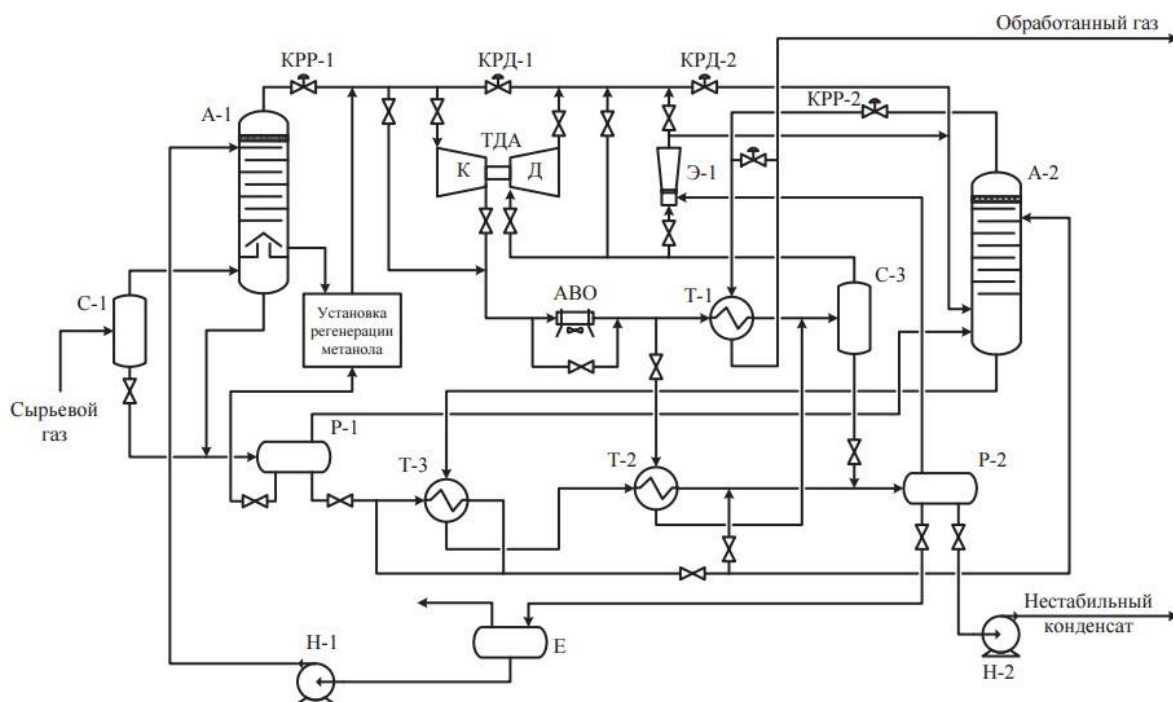 Обработанный газ
КРР-1
КРД-1
КРД-2
КРР-2
А-1
ТДА
К
Д
Э-1
А-2
С-1
АВО
Т-1
С-3
Установка
регенерации
метанола
Сырьевой
газ
Р-1
Т-3
Т-2
Р-2
Нестабильный
конденсат
Е
Н-1
Н-2